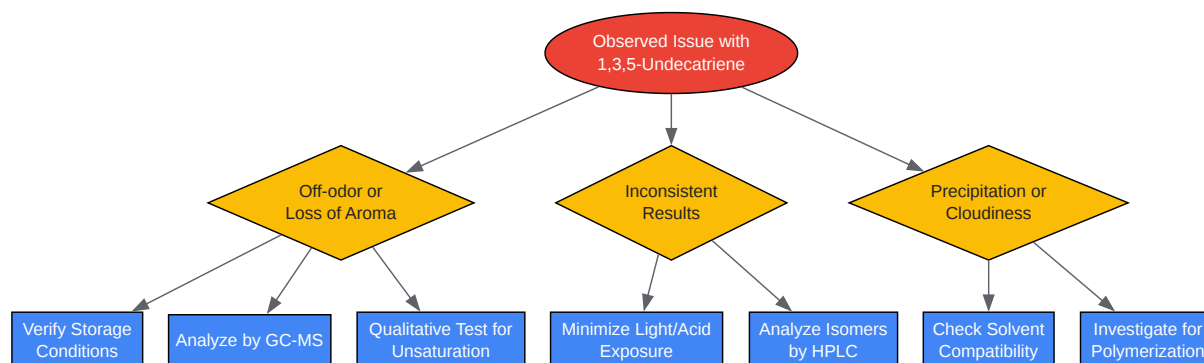 Observed Issue with
1,3,5-Undecatriene
Off-odor or
Loss of Aroma
Inconsistent
Results
Precipitation or
Cloudiness
Verify Storage
Conditions
Analyze by GC-MS
Qualitative Test for
Unsaturation
Minimize Light/Acid
Exposure
Analyze Isomers
by HPLC
Check Solvent
Compatibility
Investigate for
Polymerization